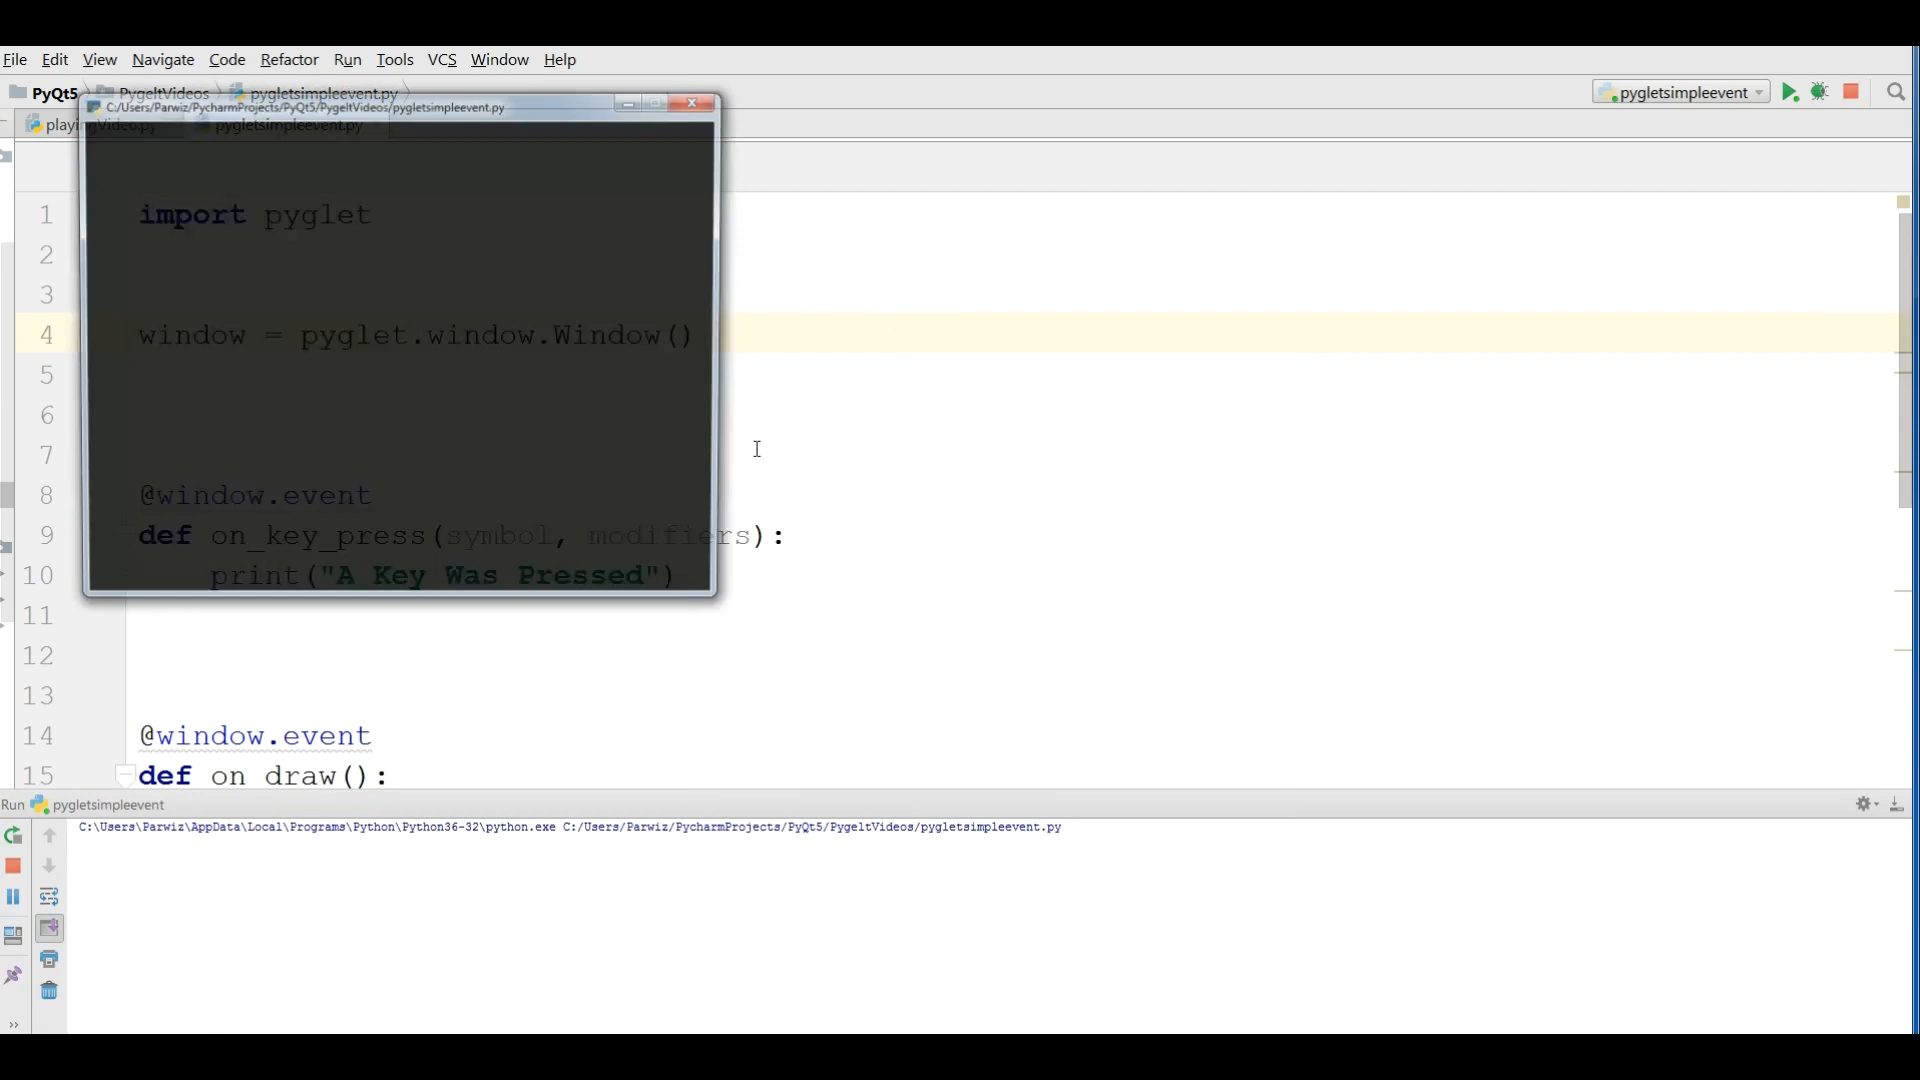 File Edit View Navigate Code Refactor Run Tools VCS Window Help
PyQt5 PygeltVideos pygletsimpleevent.py
pygletsimpleevent
C:/Users/Parwiz/PycharmProjects/PyQt5/PygeltVideos/pygletsimpleevent.py
playingVideo.py pygletsimpleevent.py
1 import pyglet
2
3
4 window = pyglet.window.Window()
5
6
7
8 @window.event
9 def on_key_press(symbol, modifiers):
10 print("A Key Was Pressed")
11
12
13
14 @window.event
15 def on draw():
Run pygletsimpleevent
C:\Users\Parwiz\AppData\Local\Programs\Python\Python36-32\python.exe C:/Users/Parwiz/PycharmProjects/PyQt5/PygeltVideos/pygletsimpleevent.py